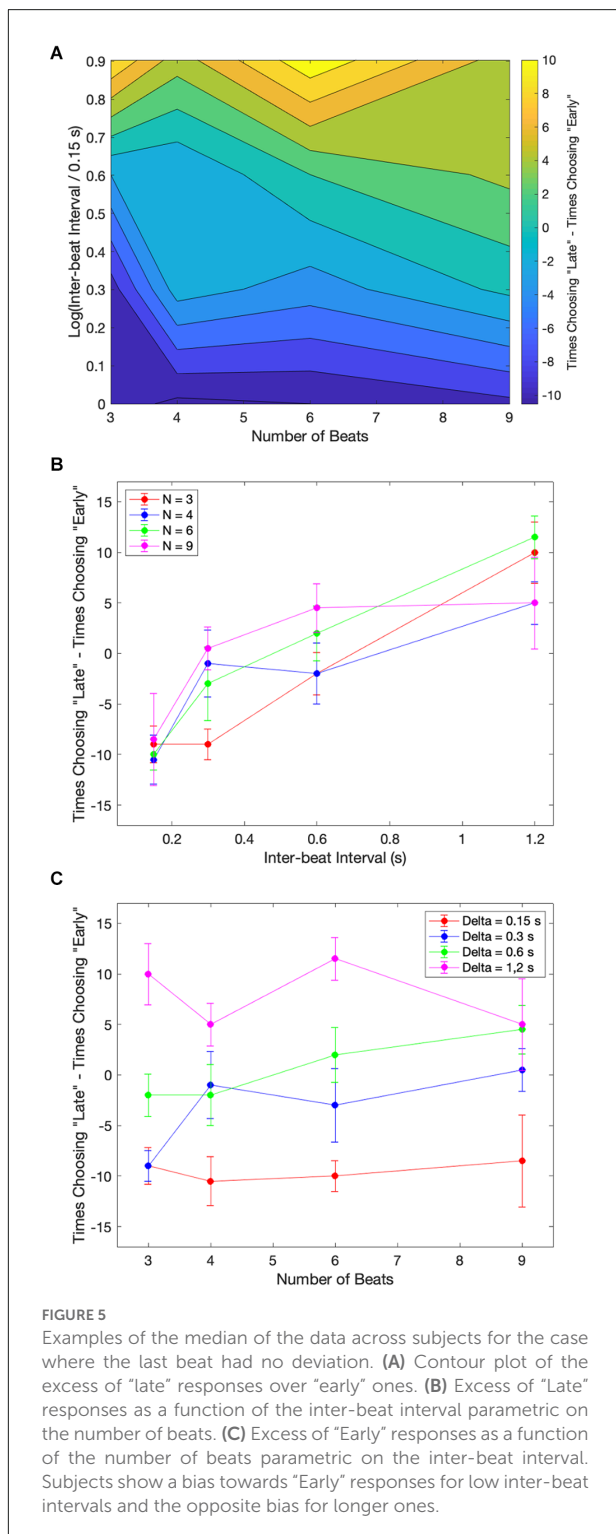 A
0.9
0.8
0.7
0.6
0.5
0.4
0.3
0.2
0.1
0
Log(Inter-beat Interval / 0.15 s)
3 4 5 6 7 8 9
Number of Beats
10
8
6
4
2
0
-2
-4
-6
-8
-10
Times Choosing "Late" - Times Choosing "Early"
B
N = 3
N = 4
N = 6
N = 9
15
10
5
0
-5
-10
-15
Times Choosing "Late" - Times Choosing "Early"
0.2 0.4 0.6 0.8 1 1.2
Inter-beat Interval (s)
C
Delta = 0.15 s
Delta = 0.3 s
Delta = 0.6 s
Delta = 1,2 s
15
10
5
0
-5
-10
-15
Times Choosing "Late" - Times Choosing "Early"
3 4 5 6 7 8 9
Number of Beats
FIGURE 5
Examples of the median of the data across subjects for the case
where the last beat had no deviation. (A) Contour plot of the
excess of "late" responses over "early" ones. (B) Excess of "Late"
responses as a function of the inter-beat interval parametric on
the number of beats. (C) Excess of "Early" responses as a function
of the number of beats parametric on the inter-beat interval.
Subjects show a bias towards "Early" responses for low inter-beat
intervals and the opposite bias for longer ones.